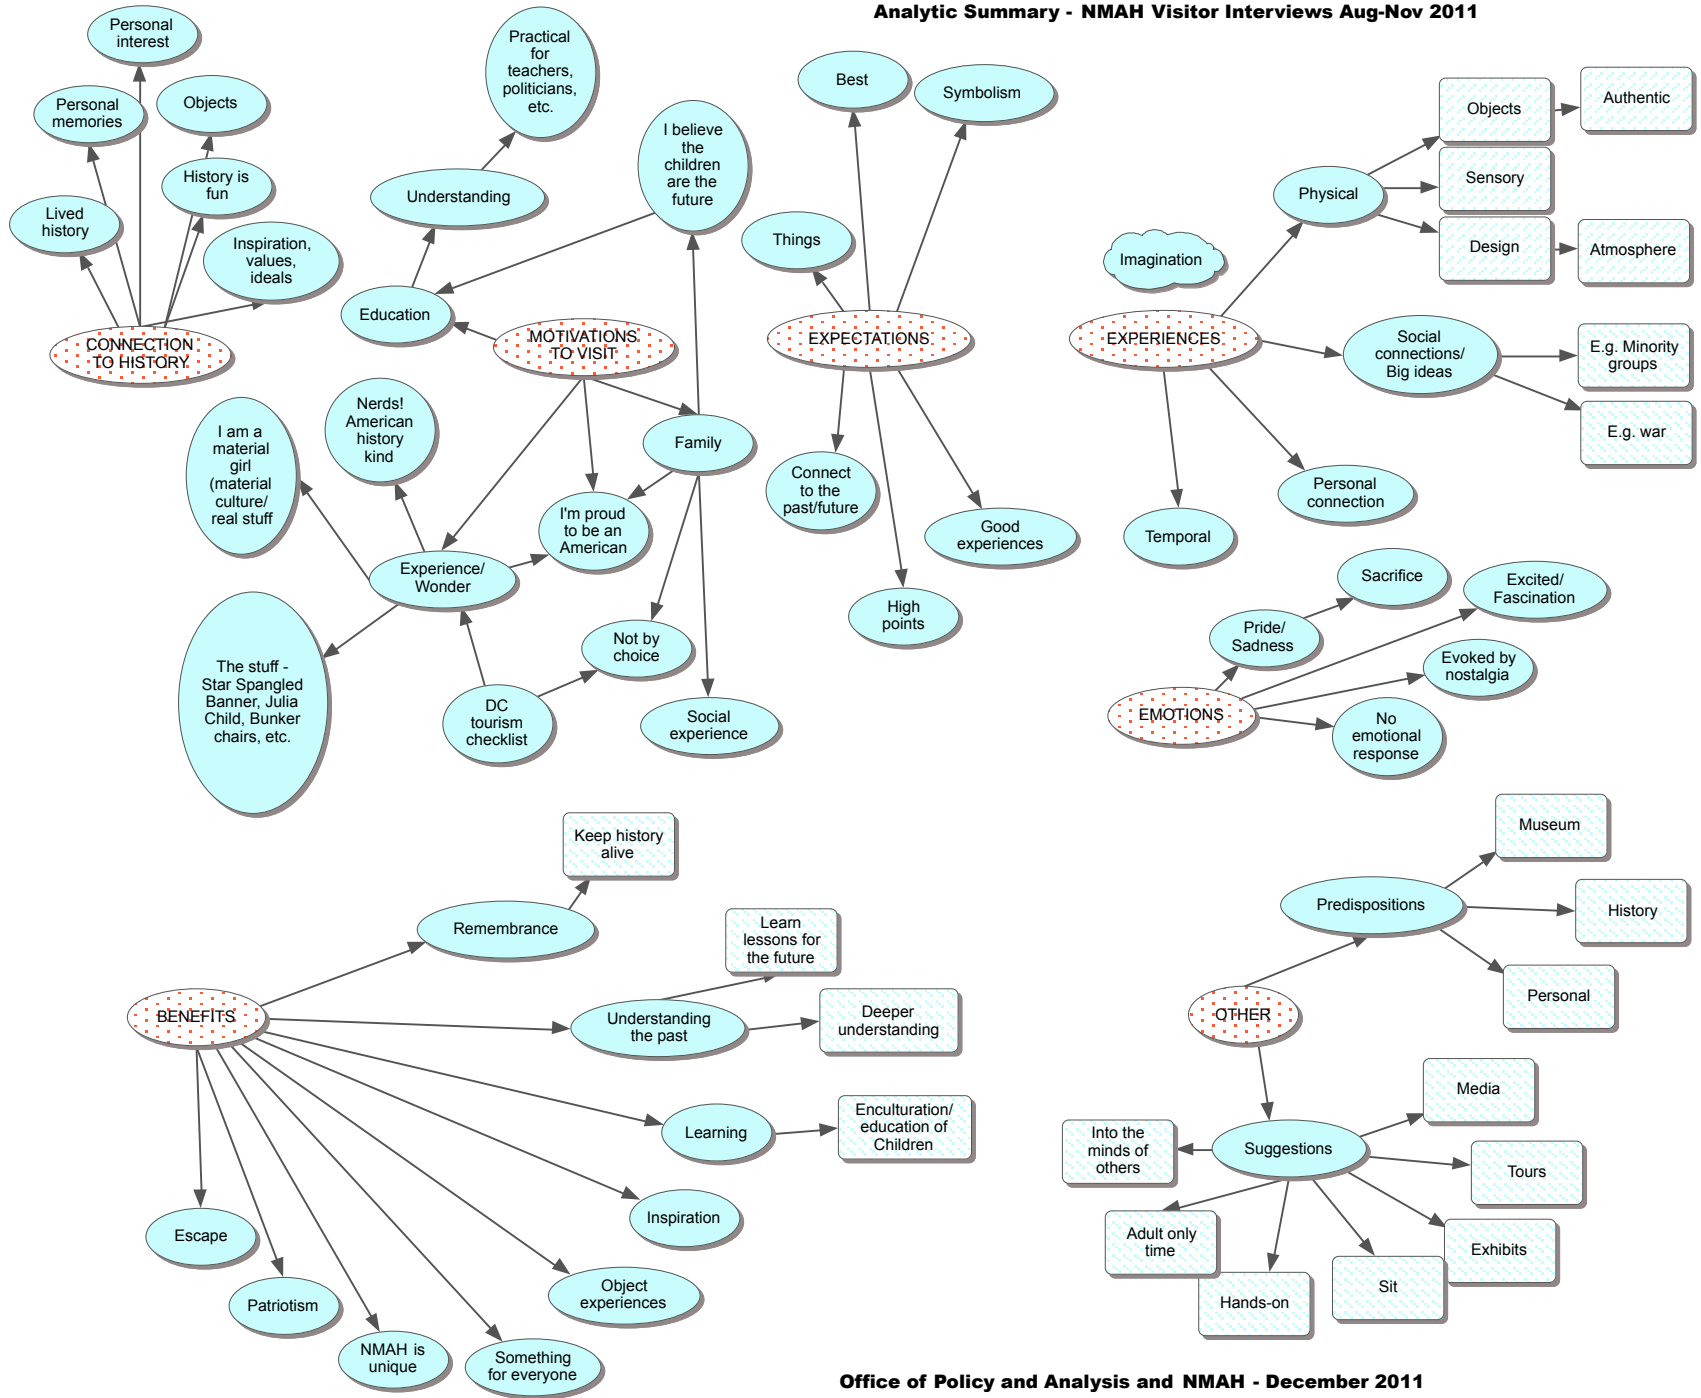 Analytic Summary - NMAH Visitor Interviews Aug-Nov 2011
Personal
interest
Personal
memories
Objects
History is
fun
Lived
history
Inspiration,
values,
ideals
CONNECTION
TO HISTORY
Practical
for
teachers,
politicians,
etc.
Understanding
I believe
the
children
are the
future
Education
MOTIVATIONS
TO VISIT
Nerds!
American
history
kind
I am a
material
girl
(material
culture/
real stuff
Family
I'm proud
to be an
American
Experience/
Wonder
The stuff -
Star Spangled
Banner, Julia
Child, Bunker
chairs, etc.
Not by
choice
DC
tourism
checklist
Social
experience
Best
Symbolism
Things
EXPECTATIONS
Connect
to the
past/future
Good
experiences
High
points
Objects
Authentic
Sensory
Physical
Design
Atmosphere
Imagination
EXPERIENCES
Social
connections/
Big ideas
E.g. Minority
groups
E.g. war
Personal
connection
Temporal
Sacrifice
Excited/
Fascination
Pride/
Sadness
Evoked by
nostalgia
EMOTIONS
No
emotional
response
Keep history
alive
Remembrance
Learn
lessons for
the future
BENEFITS
Understanding
the past
Deeper
understanding
Learning
Enculturation/
education of
Children
Inspiration
Escape
Object
experiences
Patriotism
NMAH is
unique
Something
for everyone
Museum
Predispositions
History
Personal
OTHER
Media
Into the
minds of
others
Suggestions
Tours
Adult only
time
Exhibits
Hands-on
Sit
Office of Policy and Analysis and NMAH - December 2011